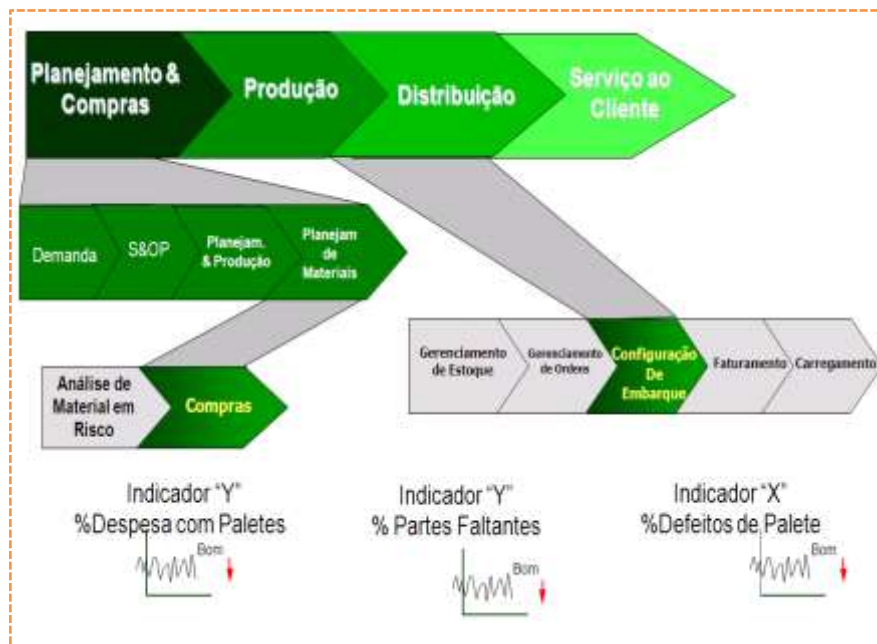 Planejamento &
Compras
Produção
Distribuição
Serviço ao
Cliente
Demanda
S&OP
Planejam.
& Produção
Planejam
de
Materiais
Gerenciamento
de Estoque
Gerenciamento
de Ordens
Configuração
De
Embarque
Faturamento
Carregamento
Análise de
Material em
Risco
Compras
Indicador “Y”
%Despesa com Paletes
Bom
Indicador “Y”
% Partes Faltantes
Bom
Indicador “X”
%Defeitos de Palete
Bom